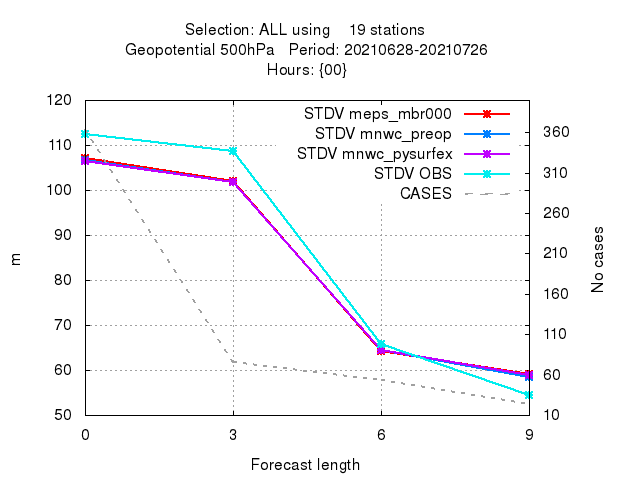 Selection: ALL using 19 stations
Geopotential 500hPa Period: 20210628-20210726
Hours: {00}
STDV meps_mbr000
STDV mnwc_preop
STDV mnwc_pysurfex
STDV OBS
CASES
120
110
100
90
80
70
60
50
m
360
310
260
210
160
110
60
10
No cases
0 3 6 9
Forecast length